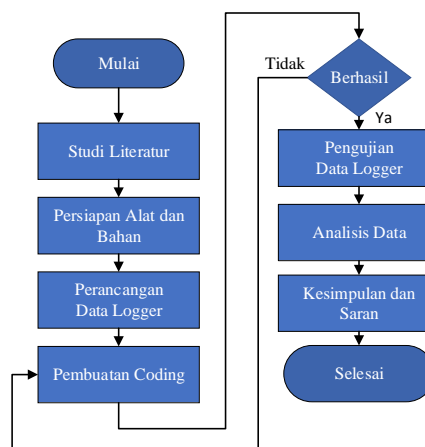 Mulai
Studi Literatur
Persiapan Alat dan
Bahan
Perancangan
Data Logger
Pembuatan Coding
Berhasil
Tidak
Ya
Pengujian
Data Logger
Analisis Data
Kesimpulan dan
Saran
Selesai